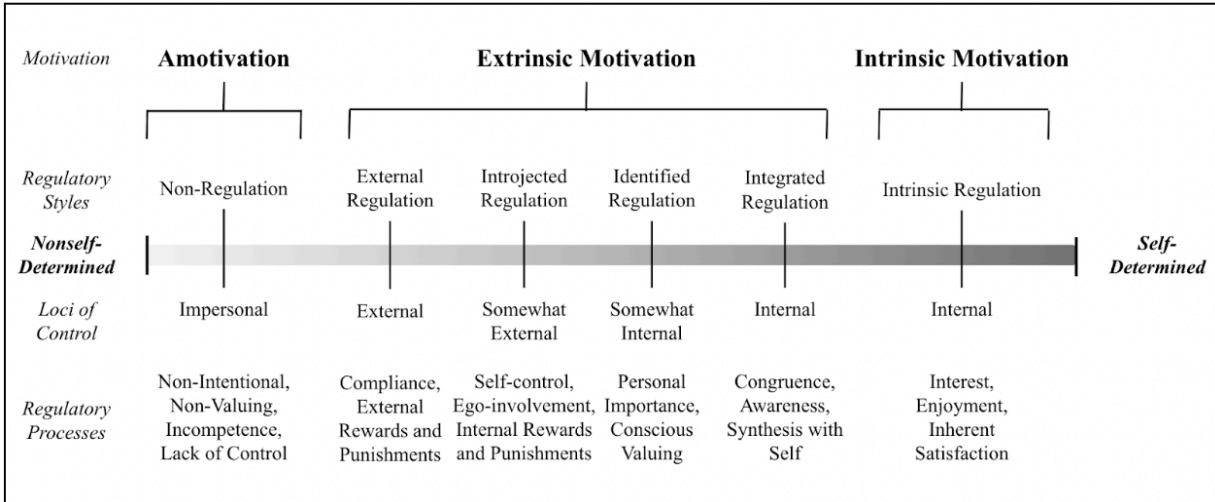 Motivation
Amotivation
Extrinsic Motivation
Intrinsic Motivation
Regulatory
Styles
Non-Regulation
External
Regulation
Introjected
Regulation
Identified
Regulation
Integrated
Regulation
Intrinsic Regulation
Nonself-
Determined
Self-
Determined
Loci of
Control
Impersonal
External
Somewhat
External
Somewhat
Internal
Internal
Internal
Regulatory
Processes
Non-Intentional,
Non-Valuing,
Incompetence,
Lack of Control
Compliance,
External
Rewards and
Punishments
Self-control,
Ego-involvement,
Internal Rewards
and Punishments
Personal
Importance,
Conscious
Valuing
Congruence,
Awareness,
Synthesis with
Self
Interest,
Enjoyment,
Inherent
Satisfaction